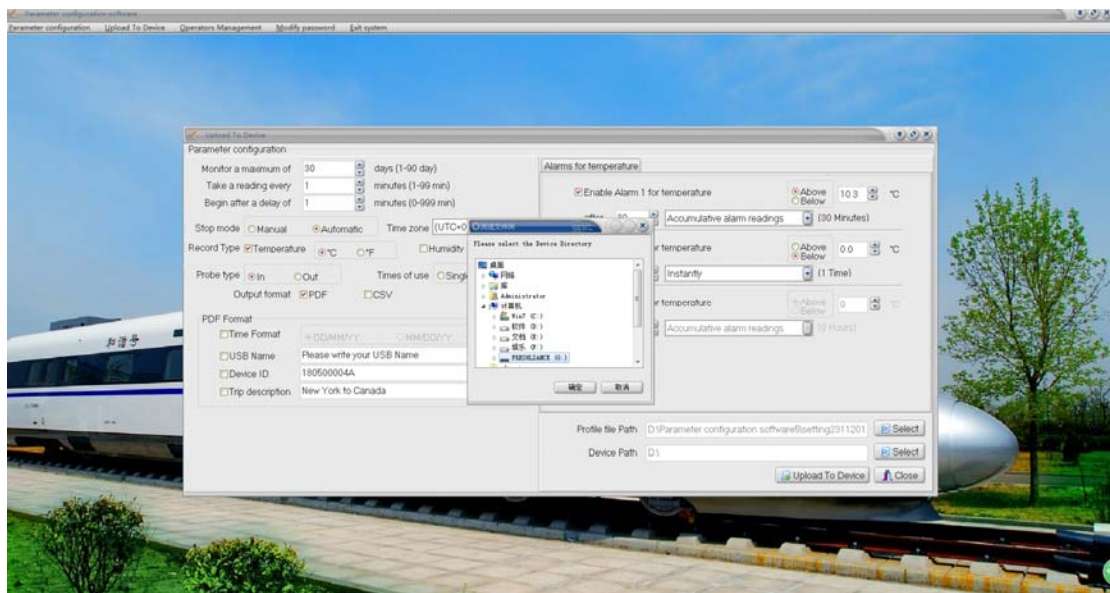 Parameter configuration software
Parameter configuration Upload To Device Operators Management Modify password Exit system
Upload To Device
Parameter configuration
Monitor a maximum of 30 days (1-90 day)
Take a reading every 1 minutes (1-99 min)
Begin after a delay of 1 minutes (0-999 min)
Stop mode Manual Automatic Time zone (UTC+0
Record Type Temperature °C °F Humidity
Probe type In Out Times of use Singl
Output format PDF CSV
PDF Format
Time Format DD/MM/YY MM/DD/YY
USB Name Please write your USB Name
Device ID 180500004A
Trip description New York to Canada
Alarms for temperature
Enable Alarm 1 for temperature Above Below 10.3 °C
after 30 Accumulative alarm readings (30 Minutes)
r temperature Above Below 0.0 °C
Instantly (1 Time)
r temperature Above Below 0 °C
Accumulative alarm readings (0 Hours)
Please select the Device Directory
桌面
网络
库
Administrator
计算机
Win7 (C:)
软件 (D:)
文档 (E:)
娱乐 (F:)
(G:)
确定 取消
Profile file Path D:\Parameter configuration Select
Device Path D:\ Select
Upload To Device Close
和谐号